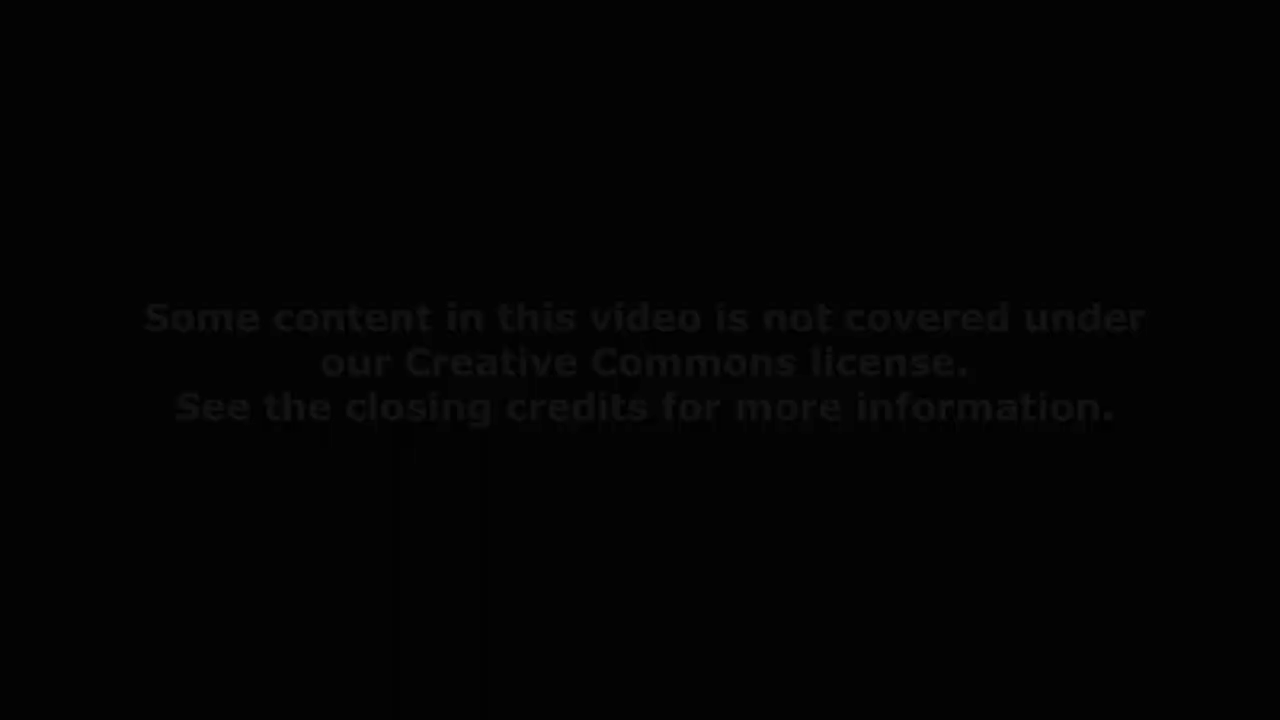 Some content in this video is not covered under
our Creative Commons license.
See the closing credits for more information.